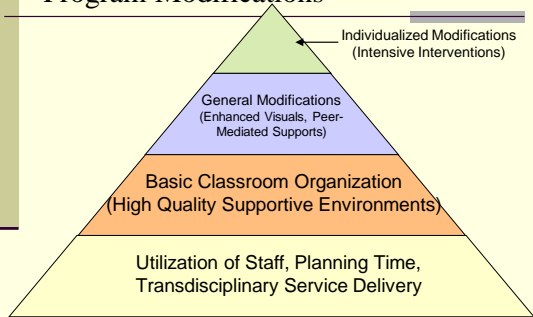 Program Modifications
Individualized Modifications
(Intensive Interventions)
General Modifications
(Enhanced Visuals, Peer-
Mediated Supports)
Basic Classroom Organization
(High Quality Supportive Environments)
Utilization of Staff, Planning Time,
Transdisciplinary Service Delivery